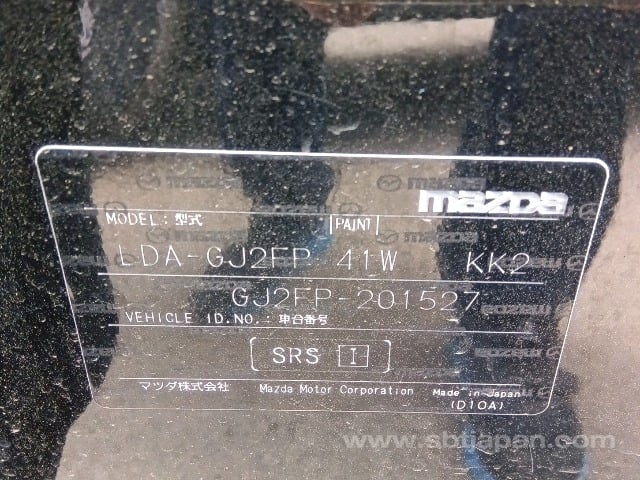 mazda
MODEL: 型式 PAINT
LDA-GJ2FP 41W KK2
GJ2FP-201527
VEHICLE ID.NO.: 車台番号
SRS I
マツダ株式会社 Mazda Motor Corporation Made in Japan
(D10A)
www.sbtjapan.com